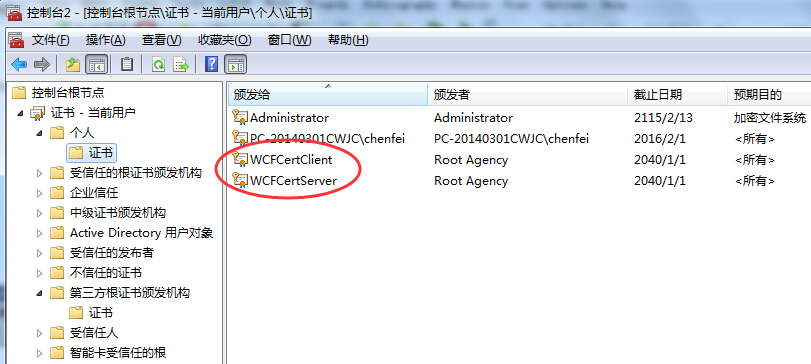 控制台2 - [控制台根节点\证书 - 当前用户\个人\证书]
文件(F) 操作(A) 查看(V) 收藏夹(O) 窗口(W) 帮助(H)
控制台根节点
证书 - 当前用户
个人
证书
受信任的根证书颁发机构
企业信任
中级证书颁发机构
Active Directory 用户对象
受信任的发布者
不信任的证书
第三方根证书颁发机构
证书
受信任人
智能卡受信任的根
颁发给 颁发者 截止日期 预期目的
Administrator Administrator 2115/2/13 加密文件系统
PC-20140301CWJC\chenfei PC-20140301CWJC\chenfei 2016/2/1 <所有>
WCFCertClient Root Agency 2040/1/1 <所有>
WCFCertServer Root Agency 2040/1/1 <所有>